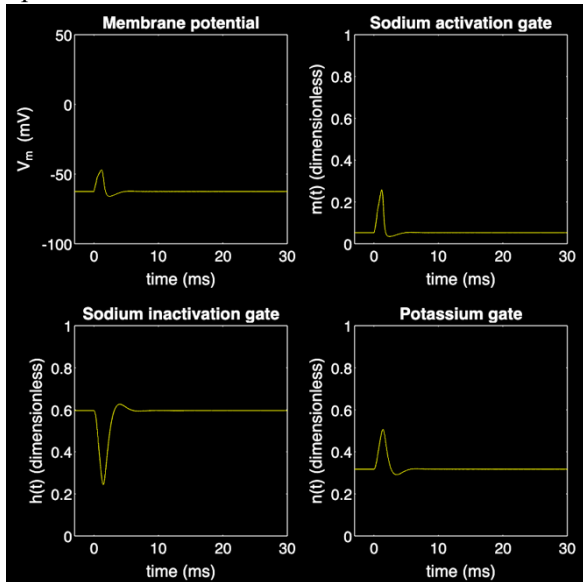 Membrane potential
50
0
-50
-100
V_m (mV)
0 10 20 30
time (ms)
Sodium activation gate
1
0.8
0.6
0.4
0.2
0
m(t) (dimensionless)
0 10 20 30
time (ms)
Sodium inactivation gate
1
0.8
0.6
0.4
0.2
0
h(t) (dimensionless)
0 10 20 30
time (ms)
Potassium gate
1
0.8
0.6
0.4
0.2
0
n(t) (dimensionless)
0 10 20 30
time (ms)